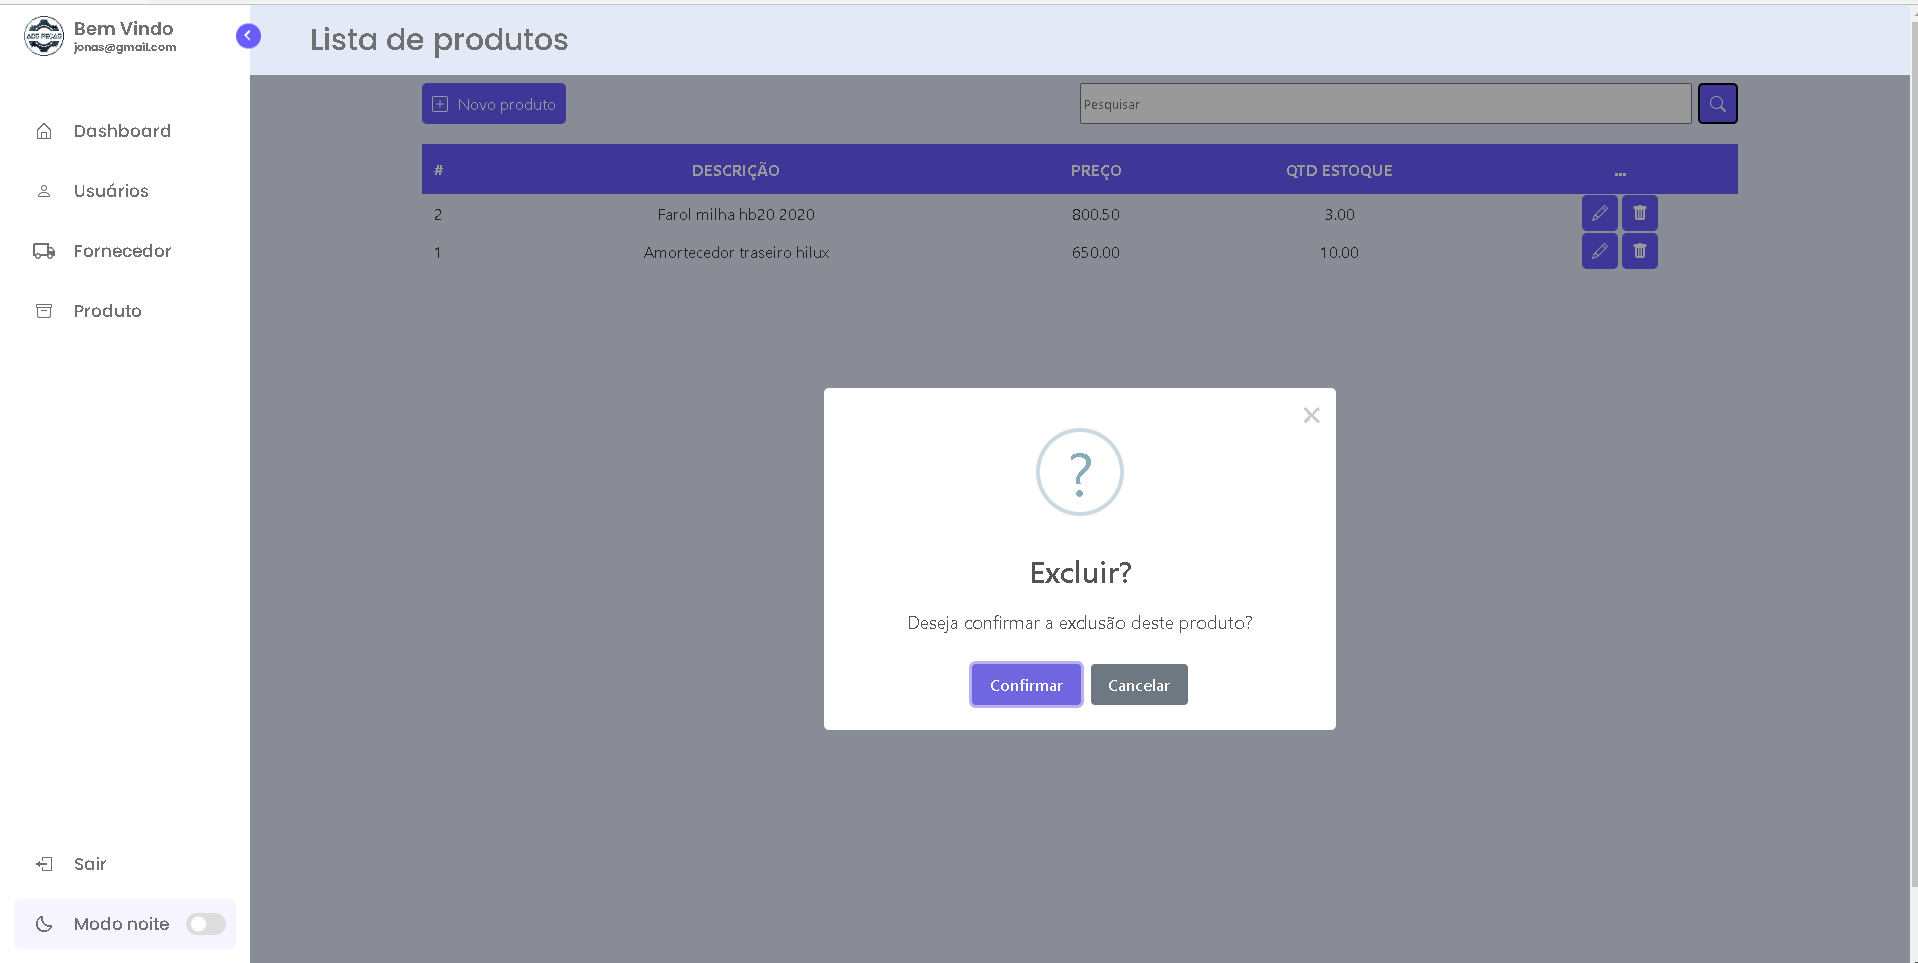 Bem Vindo
jonas@gmail.com
ADS PEÇAS
Dashboard
Usuários
Fornecedor
Produto
Sair
Modo noite
Lista de produtos
Novo produto
Pesquisar
# DESCRIÇÃO PREÇO QTD ESTOQUE ...
2 Farol milha hb20 2020 800.50 3.00
1 Amortecedor traseiro hilux 650.00 10.00
×
?
Excluir?
Deseja confirmar a exclusão deste produto?
Confirmar Cancelar